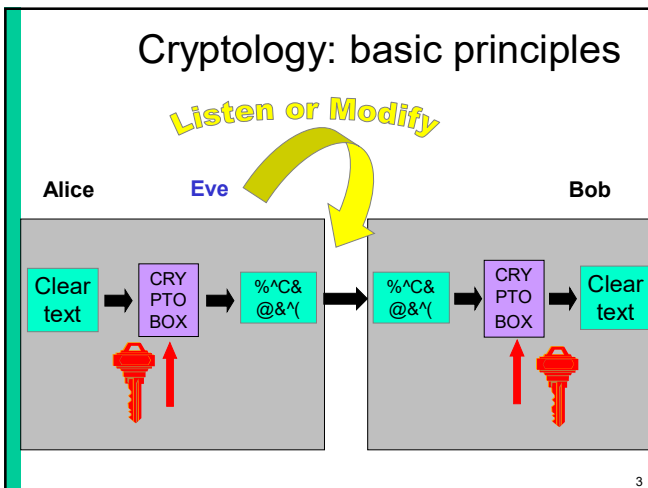 Cryptology: basic principles
Listen or Modify
Alice
Eve
Bob
Clear
text
CRY
PTO
BOX
%^C&
@&^(
%^C&
@&^(
CRY
PTO
BOX
Clear
text
3